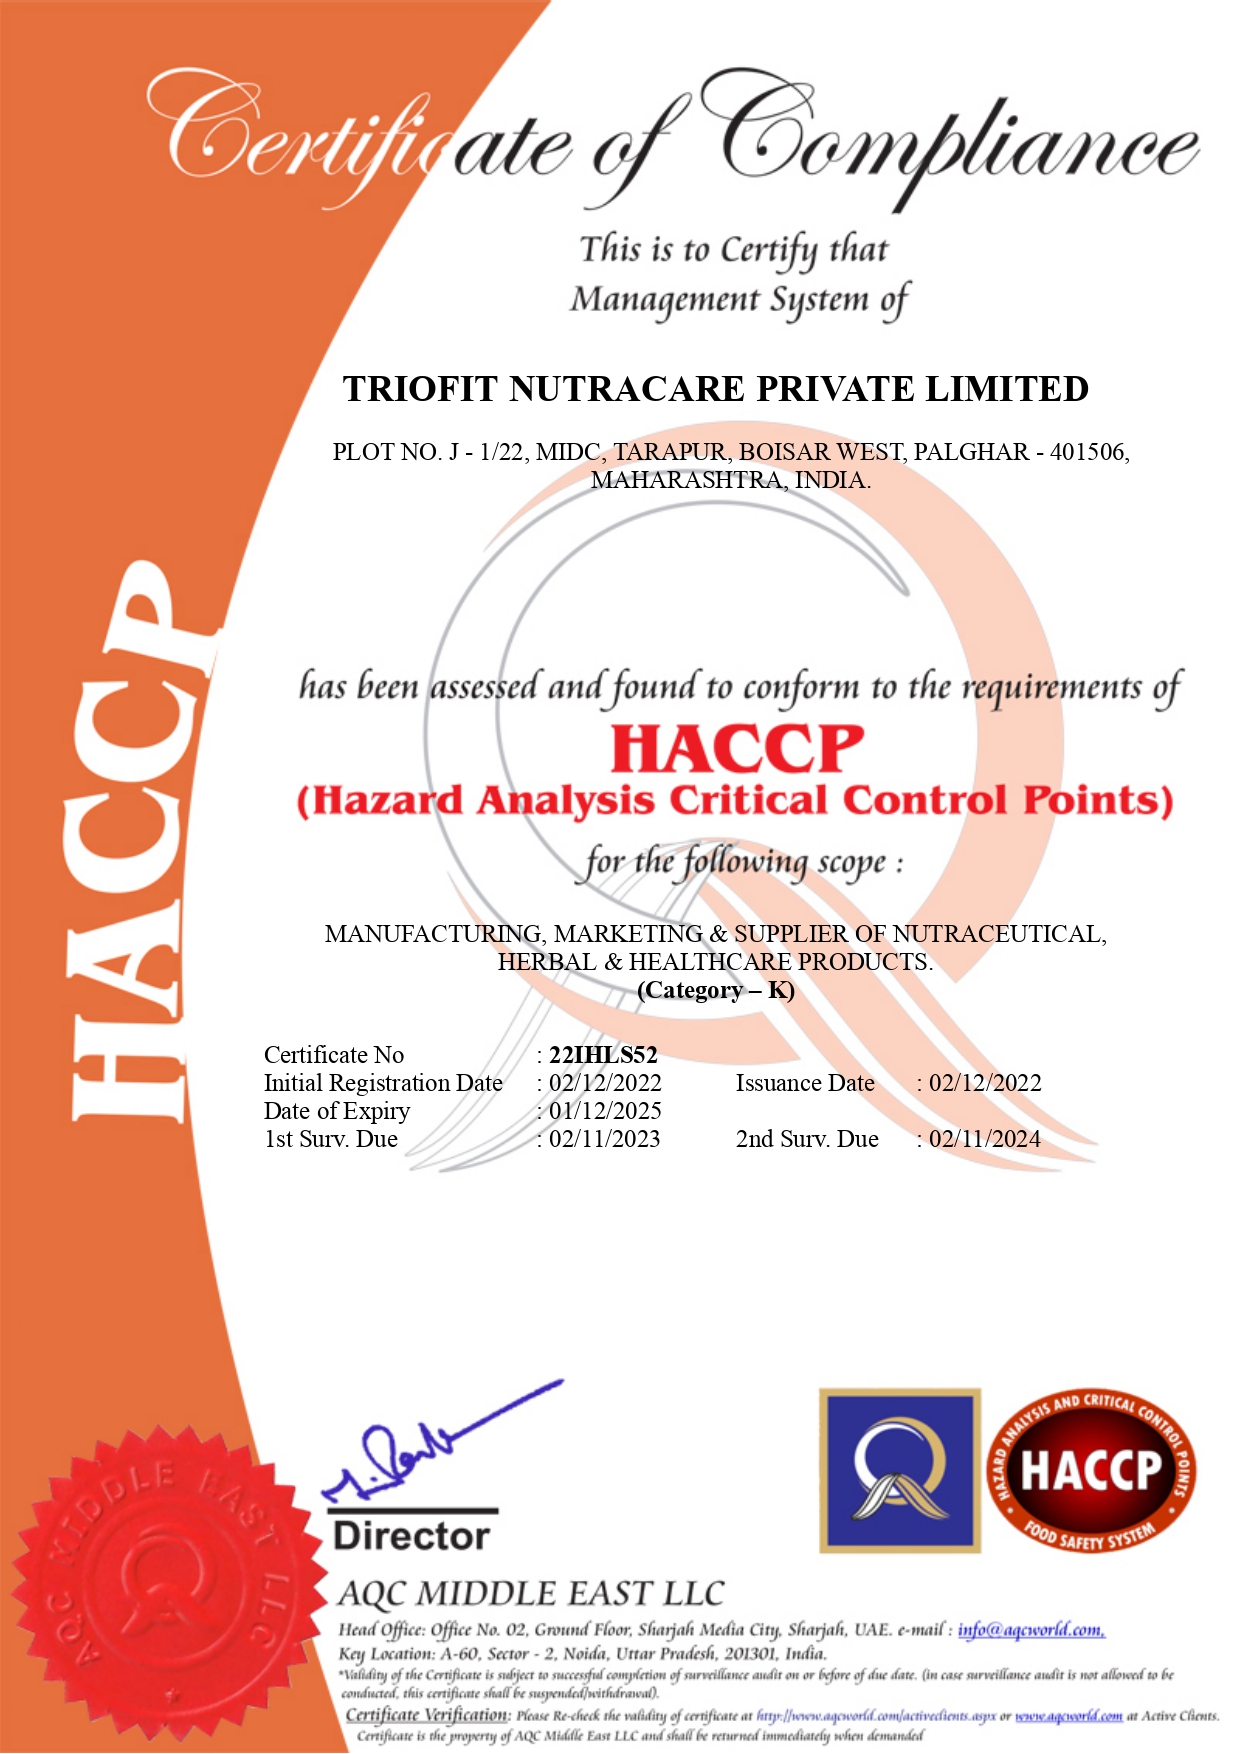 Certificate of Compliance
This is to Certify that
Management System of
TRIOFIT NUTRACARE PRIVATE LIMITED
PLOT NO. J - 1/22, MIDC, TARAPUR, BOISAR WEST, PALGHAR - 401506,
MAHARASHTRA, INDIA.
has been assessed and found to conform to the requirements of
HACCP
(Hazard Analysis Critical Control Points)
for the following scope :
MANUFACTURING, MARKETING & SUPPLIER OF NUTRACEUTICAL,
HERBAL & HEALTHCARE PRODUCTS.
(Category – K)
Certificate No : 22IHLS52
Initial Registration Date : 02/12/2022 Issuance Date : 02/12/2022
Date of Expiry : 01/12/2025
1st Surv. Due : 02/11/2023 2nd Surv. Due : 02/11/2024
HACCP
Director
HAZARD ANALYSIS AND CRITICAL CONTROL POINTS
HACCP
FOOD SAFETY SYSTEM
AQC MIDDLE EAST LLC
AQC MIDDLE EAST LLC
Head Office: Office No. 02, Ground Floor, Sharjah Media City, Sharjah, UAE. e-mail : info@aqcworld.com,
Key Location: A-60, Sector - 2, Noida, Uttar Pradesh, 201301, India.
*Validity of the Certificate is subject to successful completion of surveillance audit on or before of due date. (in case surveillance audit is not allowed to be
conducted, this certificate shall be suspended/withdrawal).
Certificate Verification: Please Re-check the validity of certificate at http://www.aqcworld.com/activeclients.aspx or www.aqcworld.com at Active Clients.
Certificate is the property of AQC Middle East LLC and shall be returned immediately when demanded